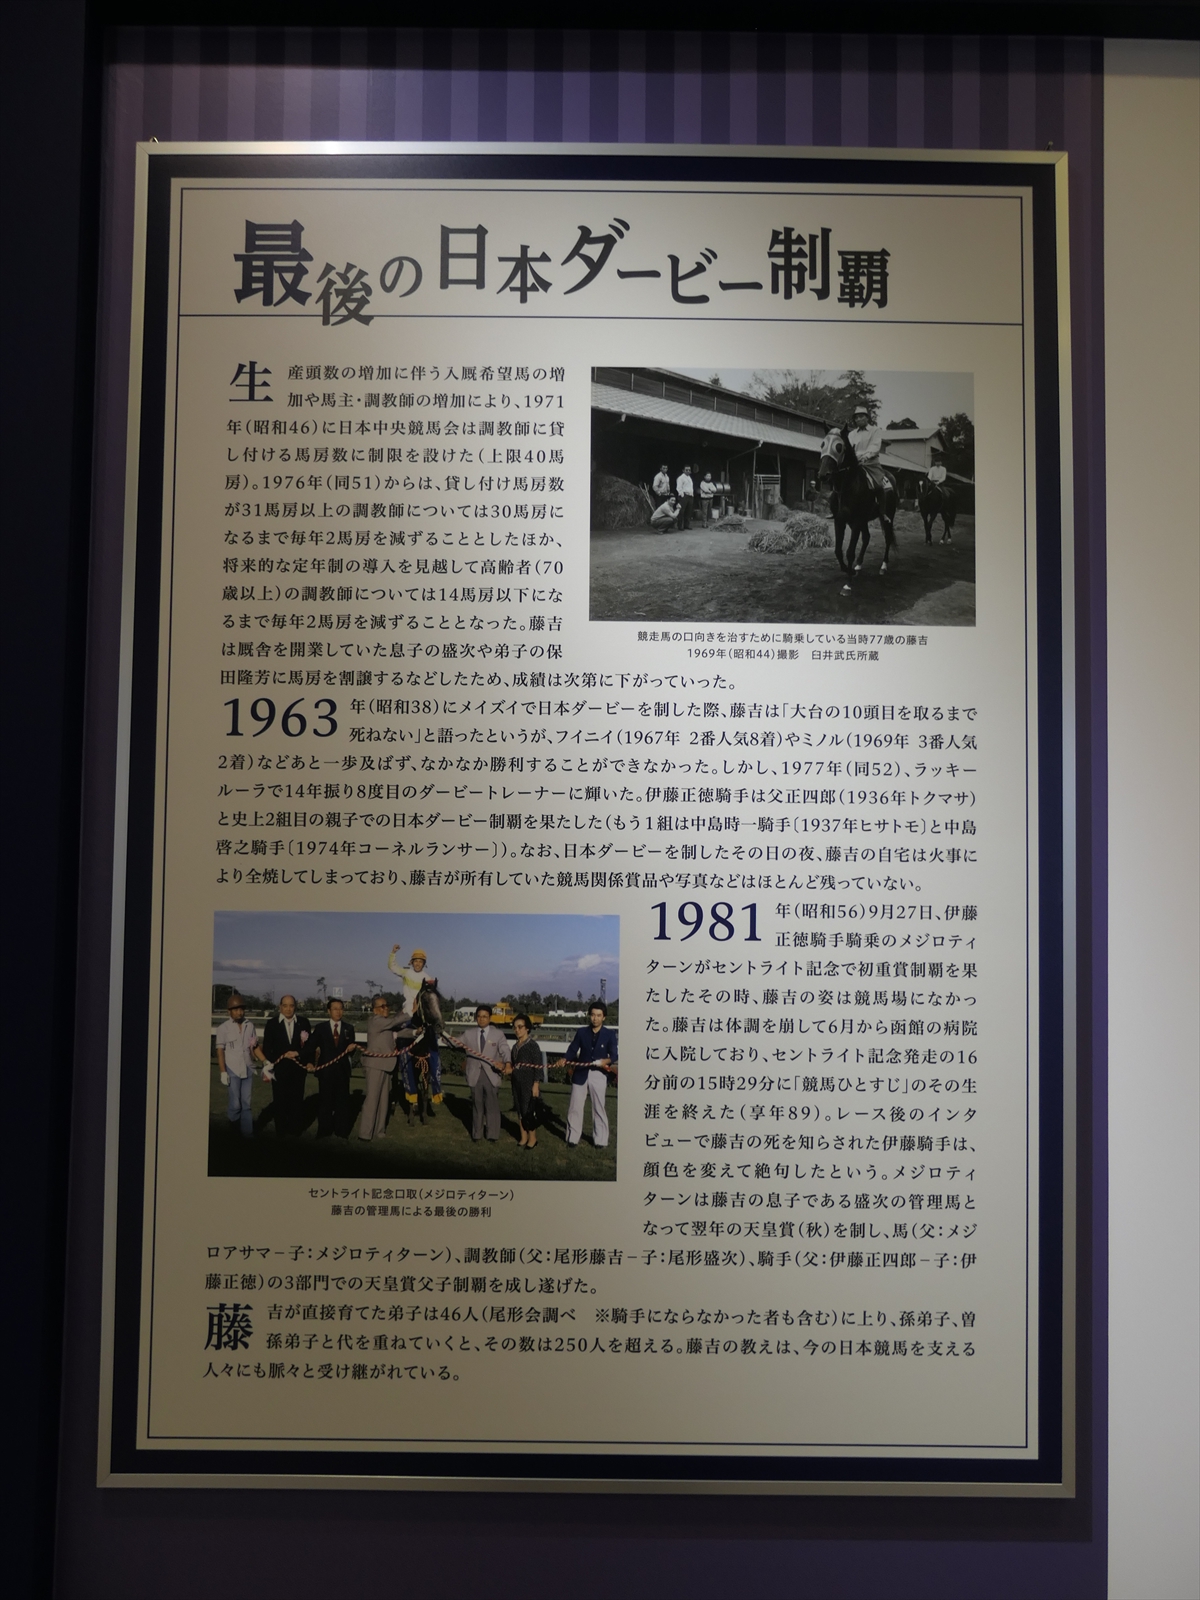 最後の日本ダービー制覇
生産頭数の増加に伴う入厩希望馬の増
加や馬主・調教師の増加により、1971
年(昭和46)に日本中央競馬会は調教師に貸
し付ける馬房数に制限を設けた(上限40馬
房)。1976年(同51)からは、貸し付け馬房数
が31馬房以上の調教師については30馬房に
なるまで毎年2馬房を減ずることとしたほか、
将来的な定年制の導入を見越して高齢者(70
歳以上)の調教師については14馬房以下にな
るまで毎年2馬房を減ずることとなった。藤吉
は厩舎を開業していた息子の盛次や弟子の保
田隆芳に馬房を割譲するなどしたため、成績は次第に下がっていった。
競走馬の口向きを治すために騎乗している当時77歳の藤吉
1969年(昭和44)撮影 臼井武氏所蔵
1963年(昭和38)にメイズイで日本ダービーを制した際、藤吉は「大台の10頭目を取るまで
死ねない」と語ったというが、フイニイ(1967年 2番人気8着)やミノル(1969年 3番人気
2着)などあと一歩及ばず、なかなか勝利することができなかった。しかし、1977年(同52)、ラッキー
ルーラで14年振り8度目のダービートレーナーに輝いた。伊藤正徳騎手は父正四郎(1936年トクマサ)
と史上2組目の親子での日本ダービー制覇を果たした(もう1組は中島時一騎手〔1937年ヒサトモ〕と中島
啓之騎手〔1974年コーネルランサー〕)。なお、日本ダービーを制したその日の夜、藤吉の自宅は火事に
より全焼してしまっており、藤吉が所有していた競馬関係賞品や写真などはほとんど残っていない。
1981年(昭和56)9月27日、伊藤
正徳騎手騎乗のメジロティ
ターンがセントライト記念で初重賞制覇を果
たしたその時、藤吉の姿は競馬場になかっ
た。藤吉は体調を崩して6月から函館の病院
に入院しており、セントライト記念発走の16
分前の15時29分に「競馬ひとすじ」のその生
涯を終えた(享年89)。レース後のインタ
ビューで藤吉の死を知らされた伊藤騎手は、
顔色を変えて絶句したという。メジロティ
ターンは藤吉の息子である盛次の管理馬と
なって翌年の天皇賞(秋)を制し、馬(父:メジ
ロアサマ－子:メジロティターン)、調教師(父:尾形藤吉－子:尾形盛次)、騎手(父:伊藤正四郎－子:伊
藤正徳)の3部門での天皇賞父子制覇を成し遂げた。
セントライト記念口取(メジロティターン)
藤吉の管理馬による最後の勝利
藤吉が直接育てた弟子は46人(尾形会調べ ※騎手にならなかった者も含む)に上り、孫弟子、曽
孫弟子と代を重ねていくと、その数は250人を超える。藤吉の教えは、今の日本競馬を支える
人々にも脈々と受け継がれている。